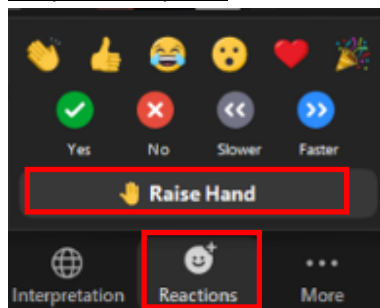 Yes No Slower Faster
Raise Hand
Interpretation Reactions More